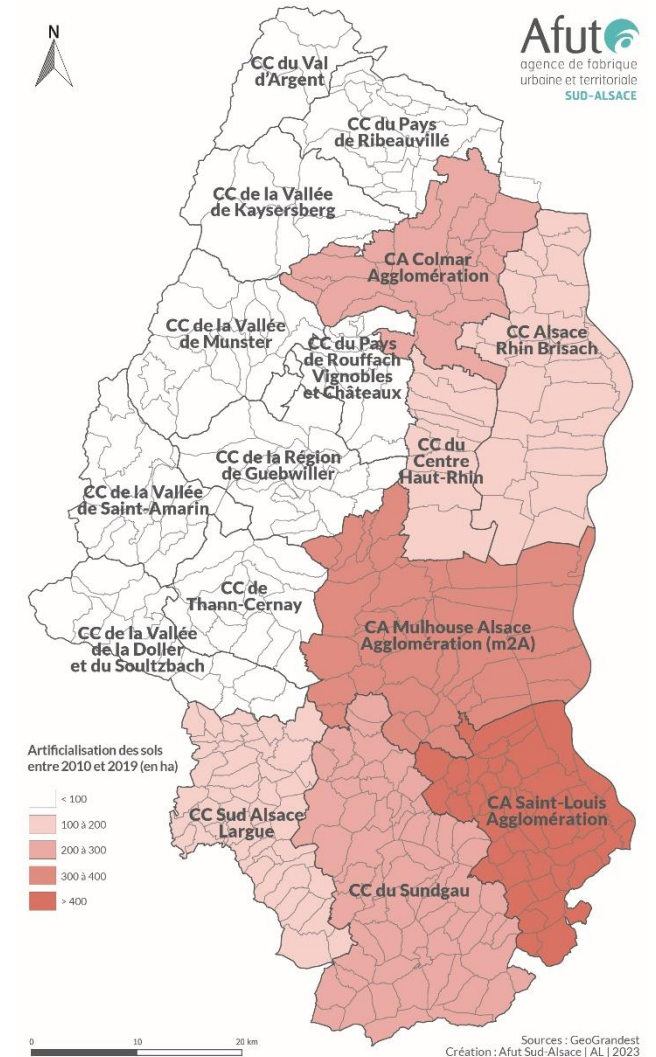 N
Afut
agence de fabrique
urbaine et territoriale
SUD-ALSACE
CC du Val
d'Argent
CC du Pays
de Ribeauvillé
CC de la Vallée
de Kaysersberg
CA Colmar
Agglomération
CC de la Vallée
de Munster
CC du Pays
de Rouffach
Vignobles
et Châteaux
CC Alsace
Rhin Brisach
CC de la Région
de Guebwiller
CC du
Centre
Haut-Rhin
CC de la Vallée
de Saint-Amarin
CC de
Thann-Cernay
CC de la Vallée
de la Doller
et du Soultzbach
CA Mulhouse Alsace
Agglomération (m2A)
CC Sud Alsace
Largue
CA Saint-Louis
Agglomération
CC du Sundgau
Artificialisation des sols
entre 2010 et 2019 (en ha)
< 100
100 à 200
200 à 300
300 à 400
> 400
0 10 20 km
Sources : GeoGrandest
Création : Afut Sud-Alsace | AL | 2023